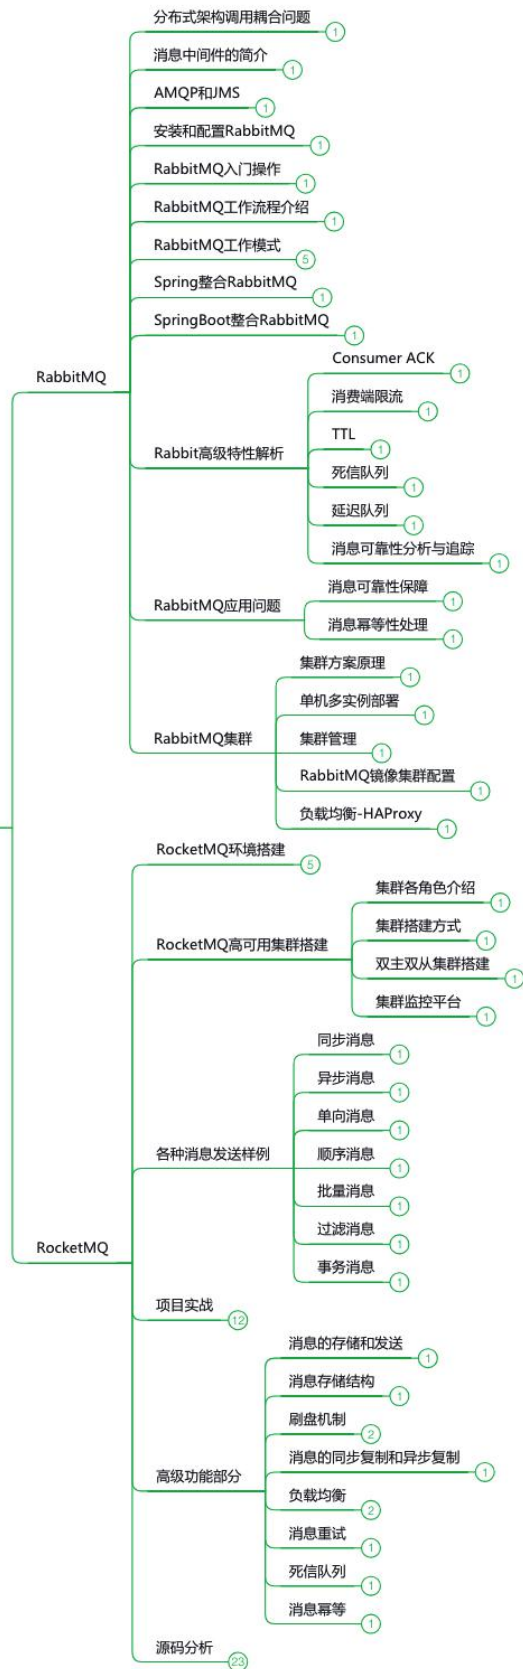 分布式架构调用耦合问题 1
消息中间件的简介 1
AMQP和JMS 1
安装和配置RabbitMQ 1
RabbitMQ入门操作 1
RabbitMQ工作流程介绍 1
RabbitMQ工作模式 5
Spring整合RabbitMQ 1
SpringBoot整合RabbitMQ 1
RabbitMQ
Rabbit高级特性解析
Consumer ACK 1
消费端限流 1
TTL 1
死信队列 1
延迟队列 1
消息可靠性分析与追踪 1
RabbitMQ应用问题
消息可靠性保障 1
消息幂等性处理 1
RabbitMQ集群
集群方案原理 1
单机多实例部署 1
集群管理 1
RabbitMQ镜像集群配置 1
负载均衡-HAProxy 1
RocketMQ
RocketMQ环境搭建 5
RocketMQ高可用集群搭建
集群各角色介绍 1
集群搭建方式 1
双主双从集群搭建 1
集群监控平台 1
各种消息发送样例
同步消息 1
异步消息 1
单向消息 1
顺序消息 1
批量消息 1
过滤消息 1
事务消息 1
项目实战 12
高级功能部分
消息的存储和发送 1
消息存储结构 1
刷盘机制 2
消息的同步复制和异步复制 1
负载均衡 2
消息重试 1
死信队列 1
消息幂等 1
源码分析 23